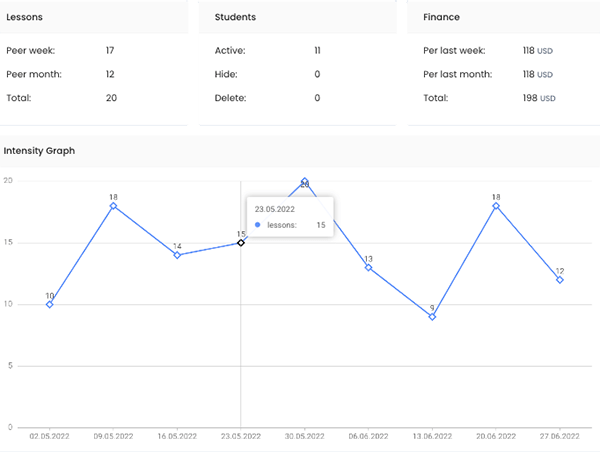 Lessons
Peer week: 17
Peer month: 12
Total: 20
Students
Active: 11
Hide: 0
Delete: 0
Finance
Per last week: 118 USD
Per last month: 118 USD
Total: 198 USD
Intensity Graph
20
15
10
5
0
10
18
14
15
20
13
9
18
12
23.05.2022
lessons: 15
02.05.2022 09.05.2022 16.05.2022 23.05.2022 30.05.2022 06.06.2022 13.06.2022 20.06.2022 27.06.2022